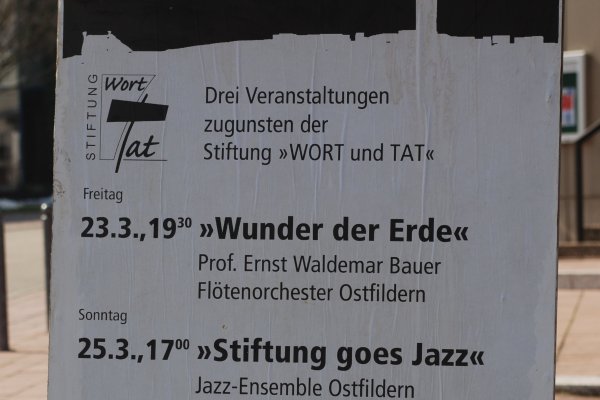 STIFTUNG
Wort
Tat
Drei Veranstaltungen
zugunsten der
Stiftung »WORT und TAT«
Freitag
23.3.,19³⁰ »Wunder der Erde«
Prof. Ernst Waldemar Bauer
Flötenorchester Ostfildern
Sonntag
25.3.,17⁰⁰ »Stiftung goes Jazz«
Jazz-Ensemble Ostfildern